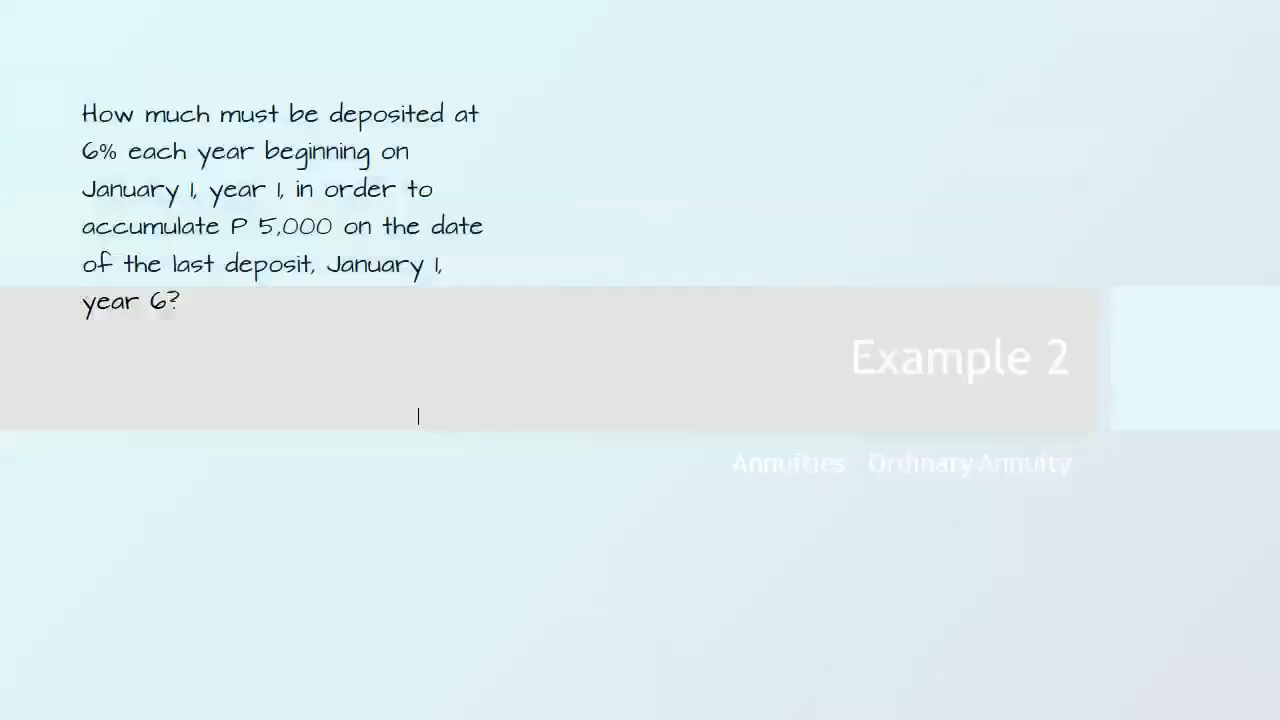 How much must be deposited at
6% each year beginning on
January 1, year 1, in order to
accumulate P 5,000 on the date
of the last deposit, January 1,
year 6?
Example 2
Annuities - Ordinary Annuity